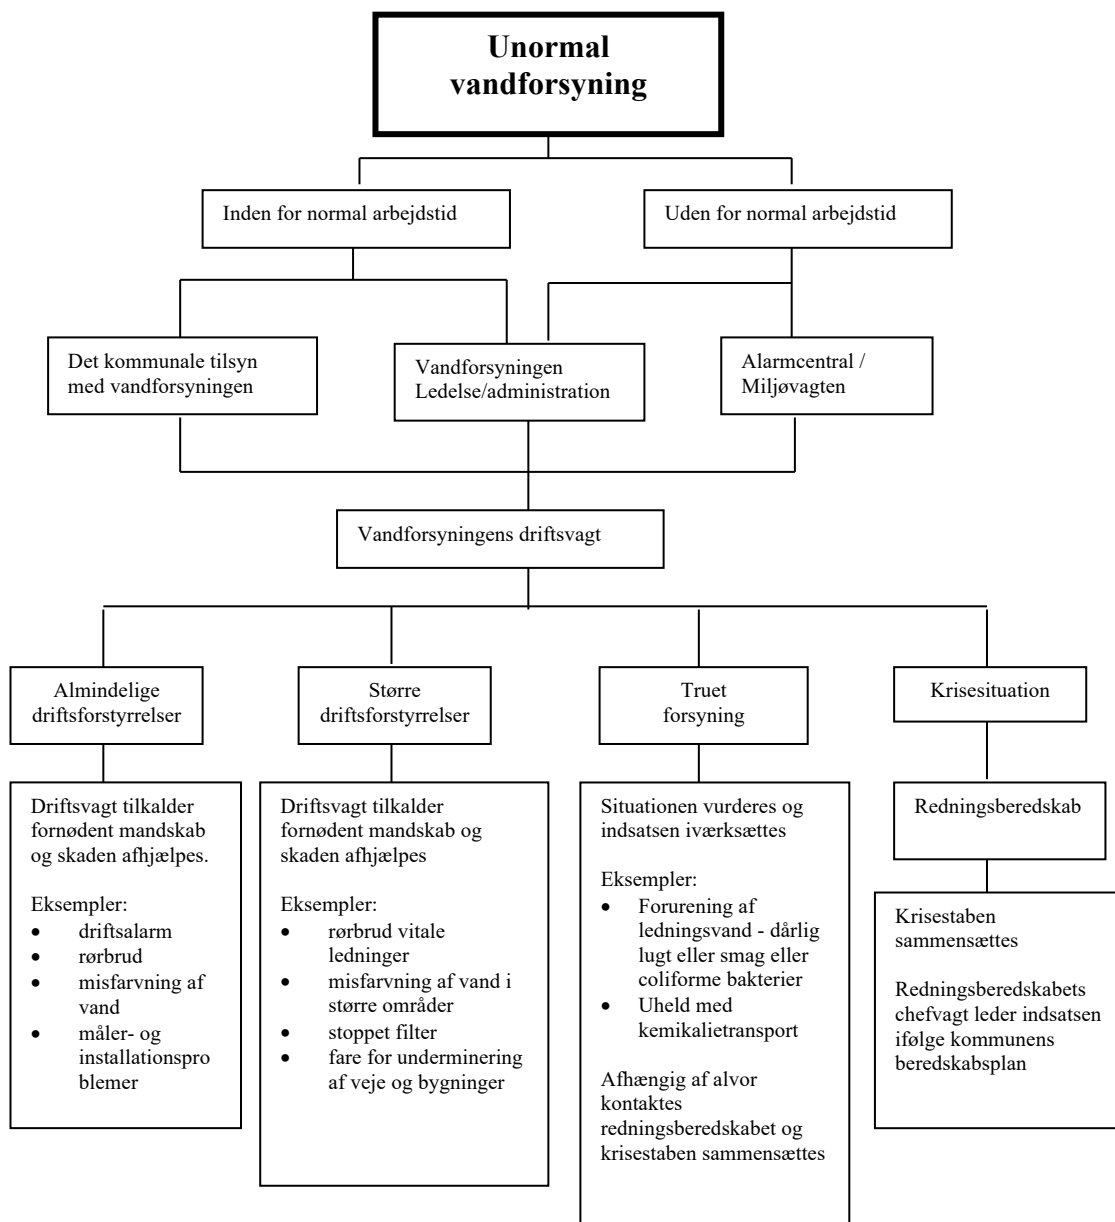 Unormal
vandforsyning
Inden for normal arbejdstid
Uden for normal arbejdstid
Det kommunale tilsyn
med vandforsyningen
Vandforsyningen
Ledelse/administration
Alarmcentral /
Miljøvagten
Vandforsyningens driftsvagt
Almindelige
driftsforstyrrelser
Større
driftsforstyrrelser
Truet
forsyning
Krisesituation
Driftsvagt tilkalder
fornødent mandskab
og skaden afhjælpes.
Eksempler:
• driftsalarm
• rørbrud
• misfarvning af
vand
• måler- og
installationspro
blemer
Driftsvagt tilkalder
fornødent mandskab og
skaden afhjælpes
Eksempler:
• rørbrud vitale
ledninger
• misfarvning af vand i
større områder
• stoppet filter
• fare for underminering
af veje og bygninger
Situationen vurderes og
indsatsen iværksættes
Eksempler:
• Forurening af
ledningsvand - dårlig
lugt eller smag eller
coliforme bakterier
• Uheld med
kemikalietransport
Afhængig af alvor
kontaktes
redningsberedskabet og
krisestaben sammensættes
Redningsberedskab
Krisestaben
sammensættes
Redningsberedskabets
chefvagt leder indsatsen
ifølge kommunens
beredskabsplan